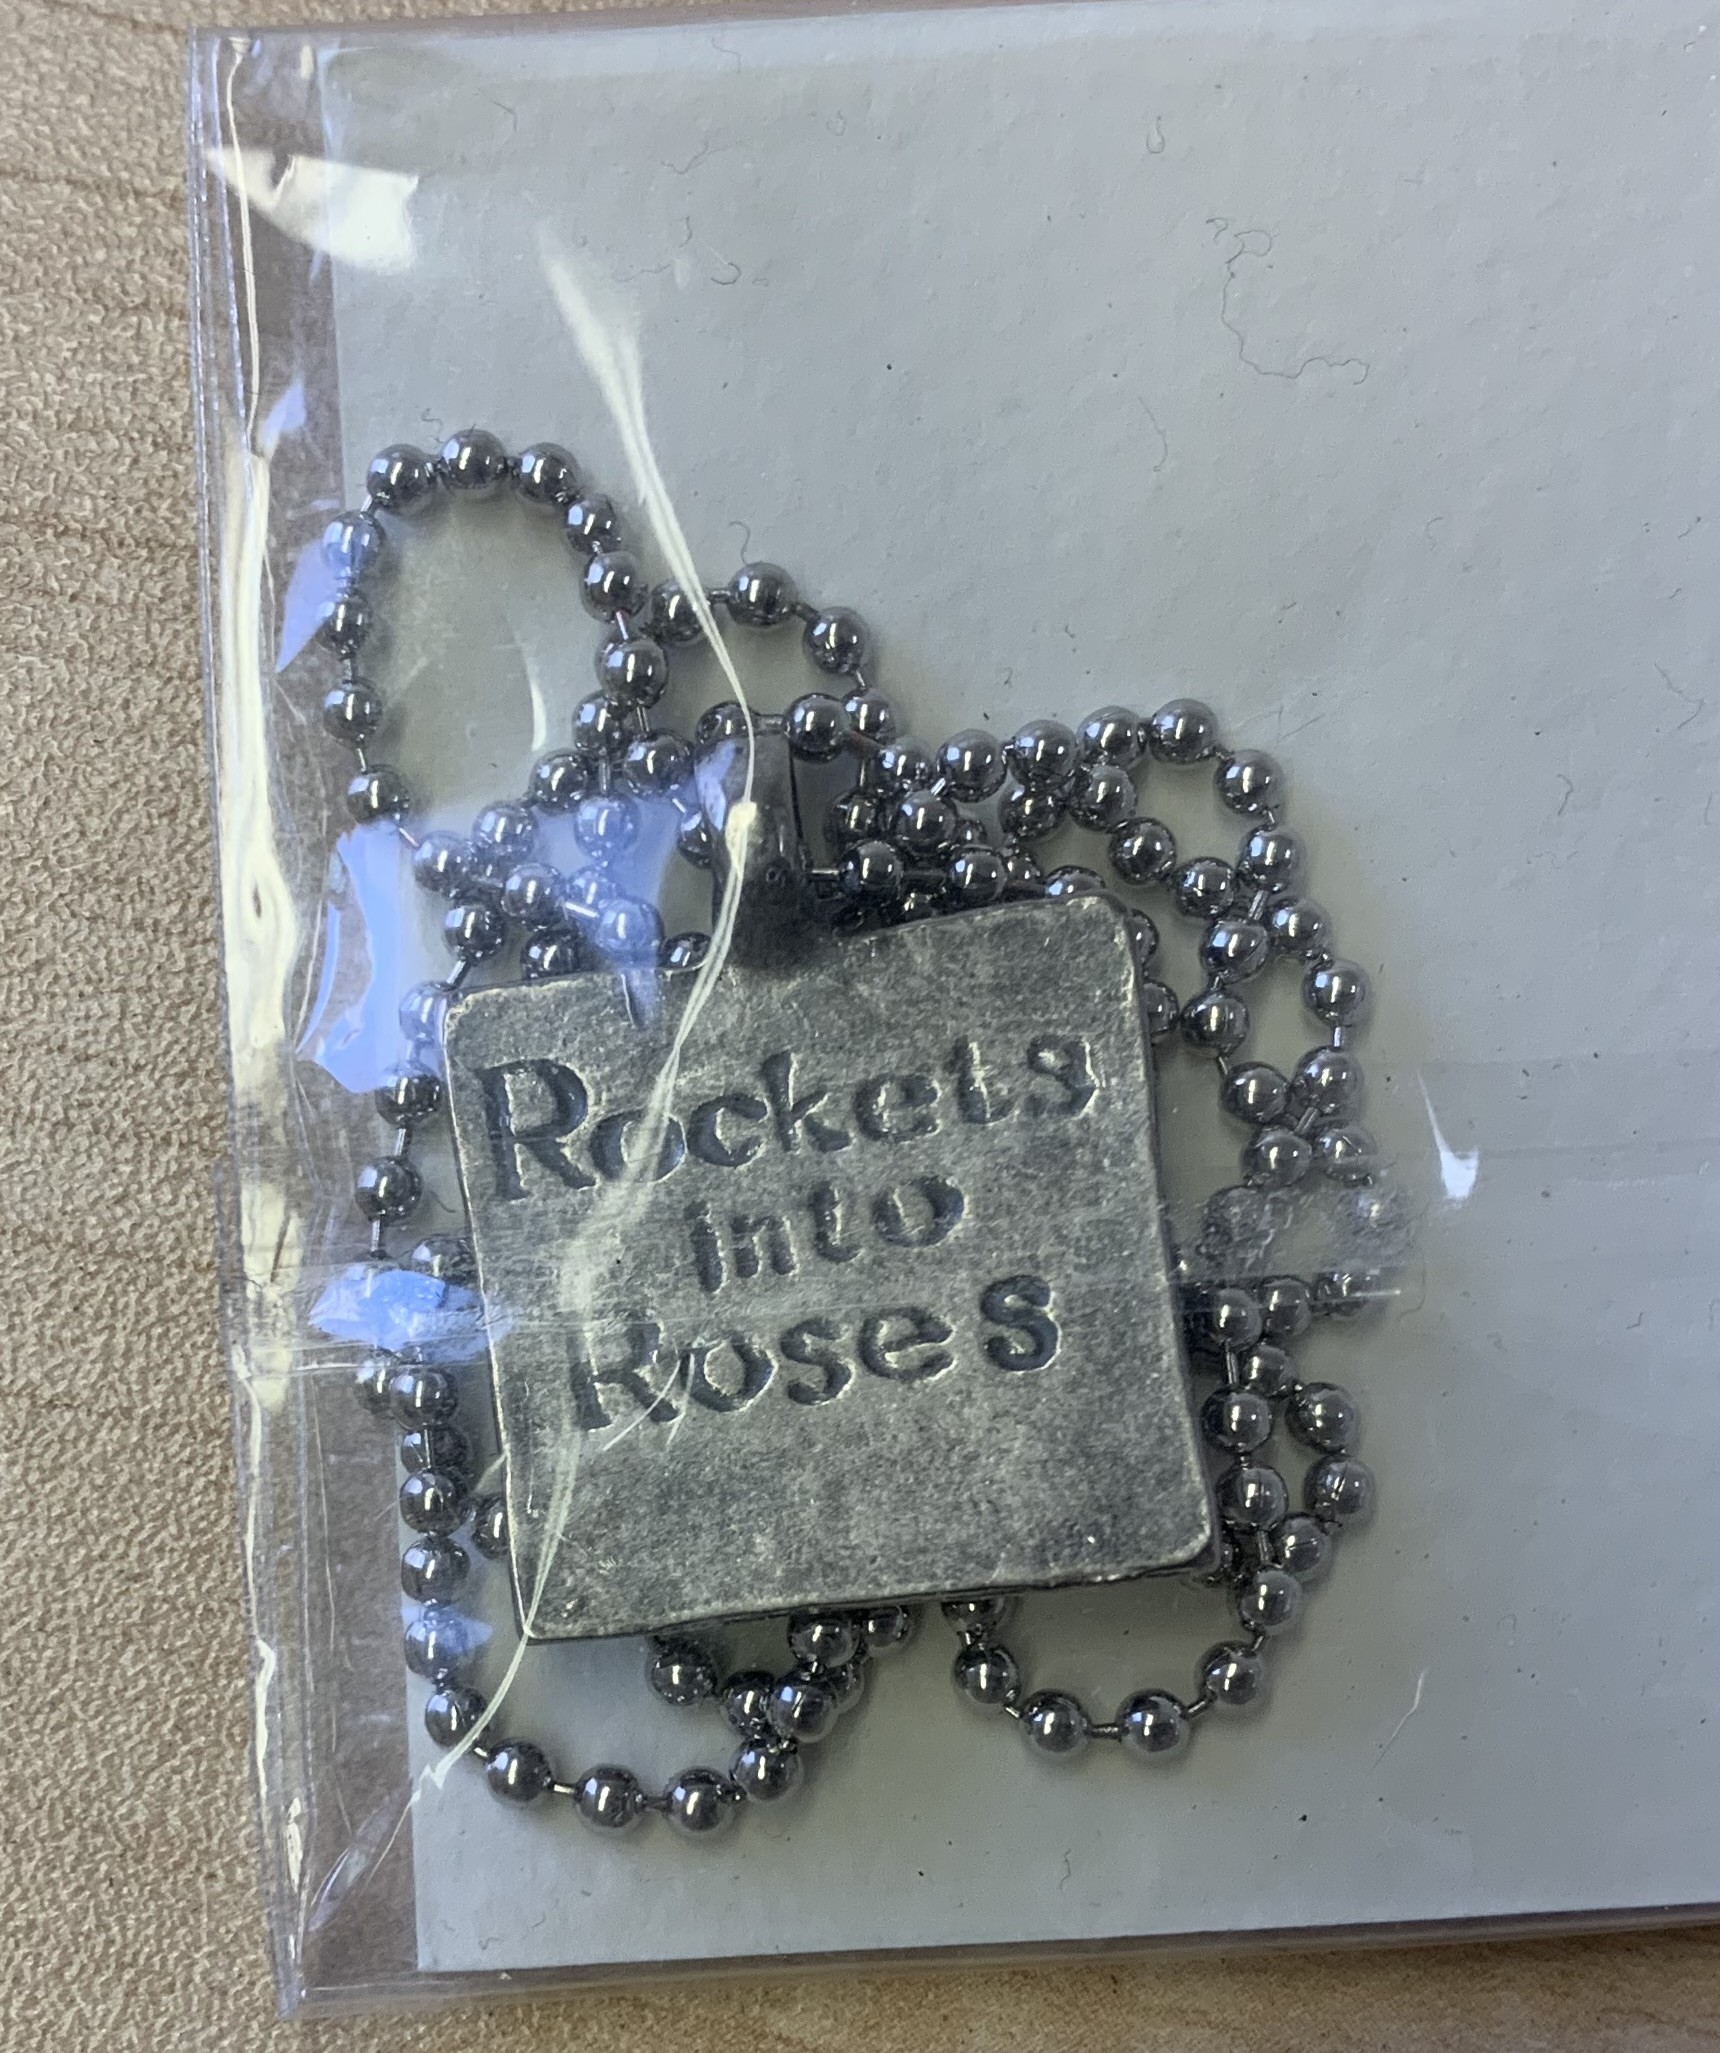 Rockets
into
Roses